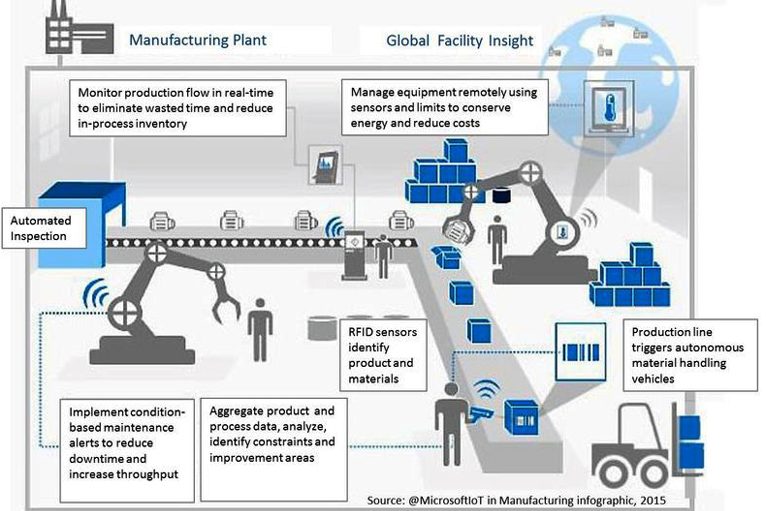 Manufacturing Plant
Global Facility Insight
Monitor production flow in real-time
to eliminate wasted time and reduce
in-process inventory
Manage equipment remotely using
sensors and limits to conserve
energy and reduce costs
Automated
Inspection
RFID sensors
identify
product and
materials
Production line
triggers autonomous
material handling
vehicles
Implement condition-
based maintenance
alerts to reduce
downtime and
increase throughput
Aggregate product and
process data, analyze,
identify constraints and
improvement areas
Source: @MicrosoftIoT in Manufacturing infographic, 2015